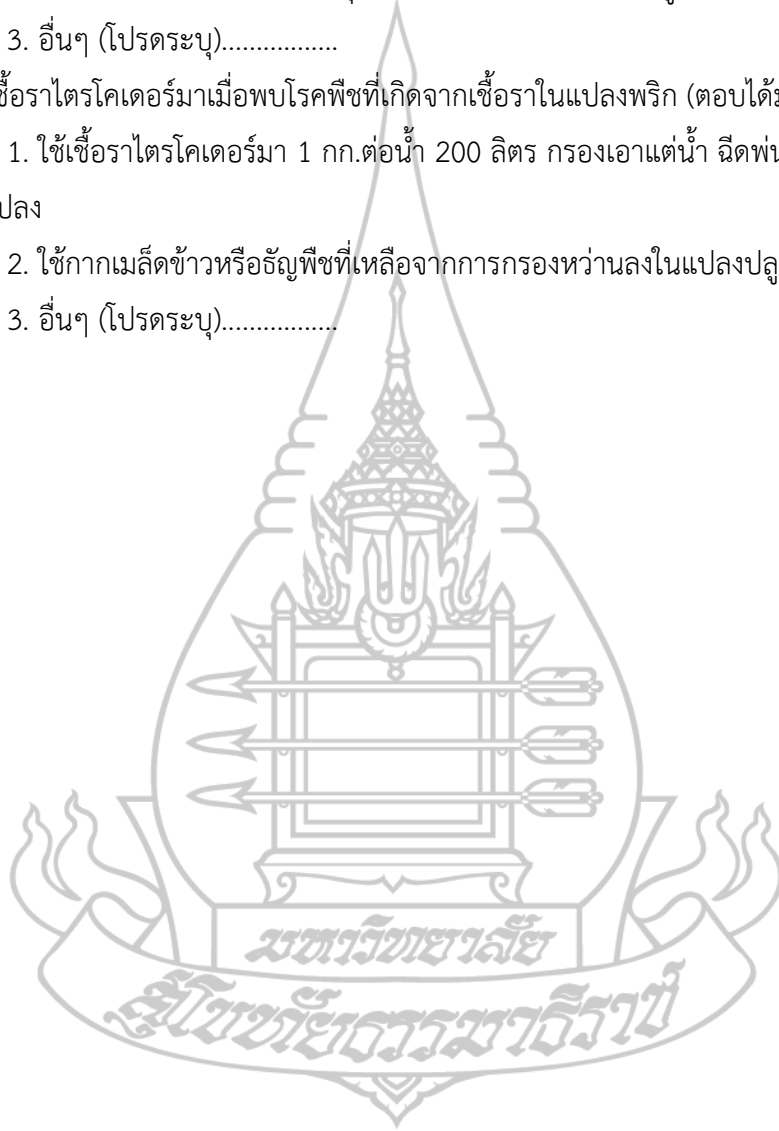 3. อื่นๆ (โปรดระบุ).................
ชื้อราไตรโคเดอร์มาเมื่อพบโรคพืชที่เกิดจากเชื้อราในแปลงพริก (ตอบได้ม
1. ใช้เชื้อราไตรโคเดอร์มา 1 กก.ต่อน้ำ 200 ลิตร กรองเอาแต่น้ำ ฉีดพ่น
ปลง
2. ใช้กากเมล็ดข้าวหรือธัญพืชที่เหลือจากการกรองหว่านลงในแปลงปลู
3. อื่นๆ (โปรดระบุ).................
มหาวิทยาลัย
สุโขทัยธรรมาธิราช